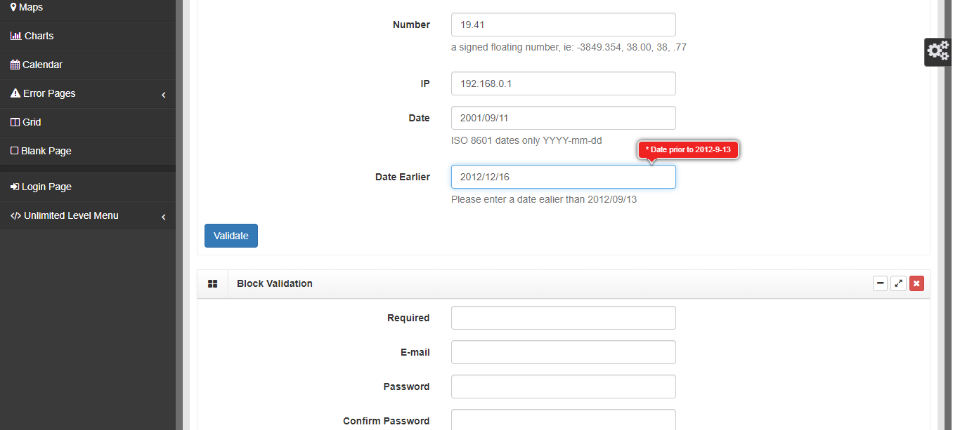 Maps
Charts
Calendar
Error Pages
Grid
Blank Page
Login Page
Unlimited Level Menu
Number
19.41
a signed floating number, ie: -3849.354, 38.00, 38, .77
IP
192.168.0.1
Date
2001/09/11
ISO 8601 dates only YYYY-mm-dd
* Date prior to 2012-9-13
Date Earlier
2012/12/16
Please enter a date ealier than 2012/09/13
Validate
Block Validation
Required
E-mail
Password
Confirm Password